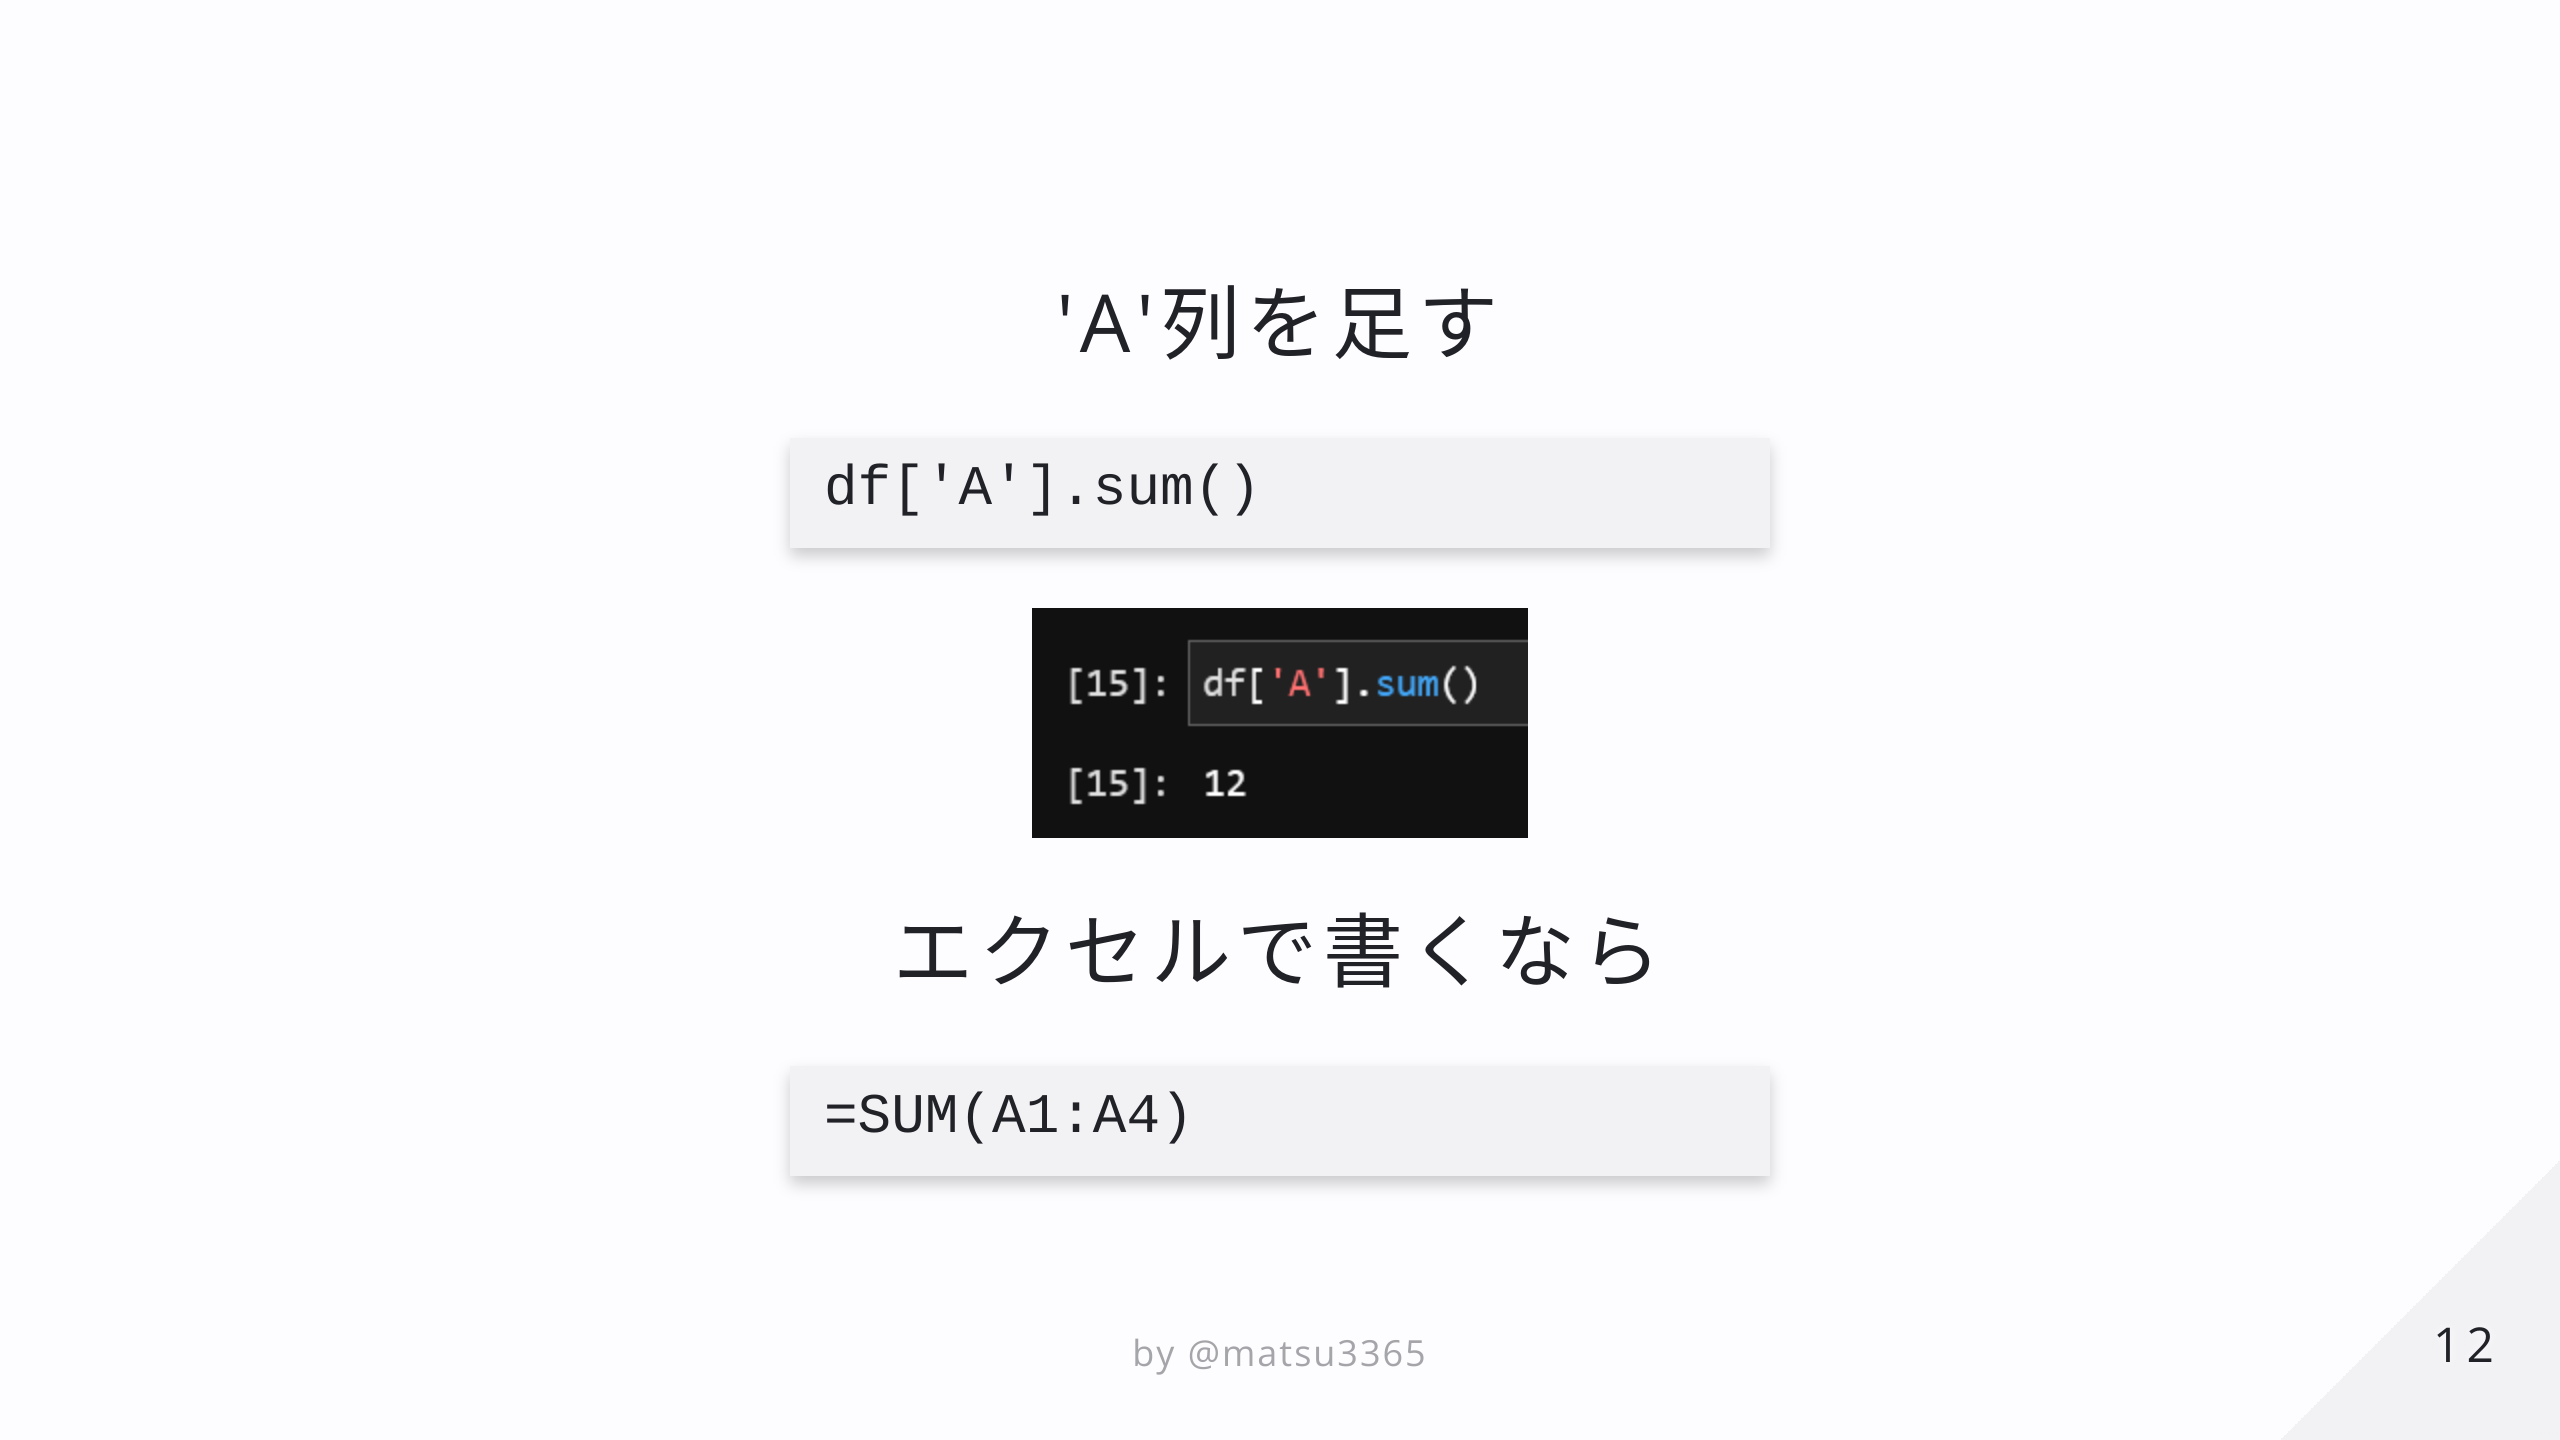 'A'列を足す
df['A'].sum()
[15]: df['A'].sum()
[15]: 12
エクセルで書くなら
=SUM(A1:A4)
by @matsu3365
12